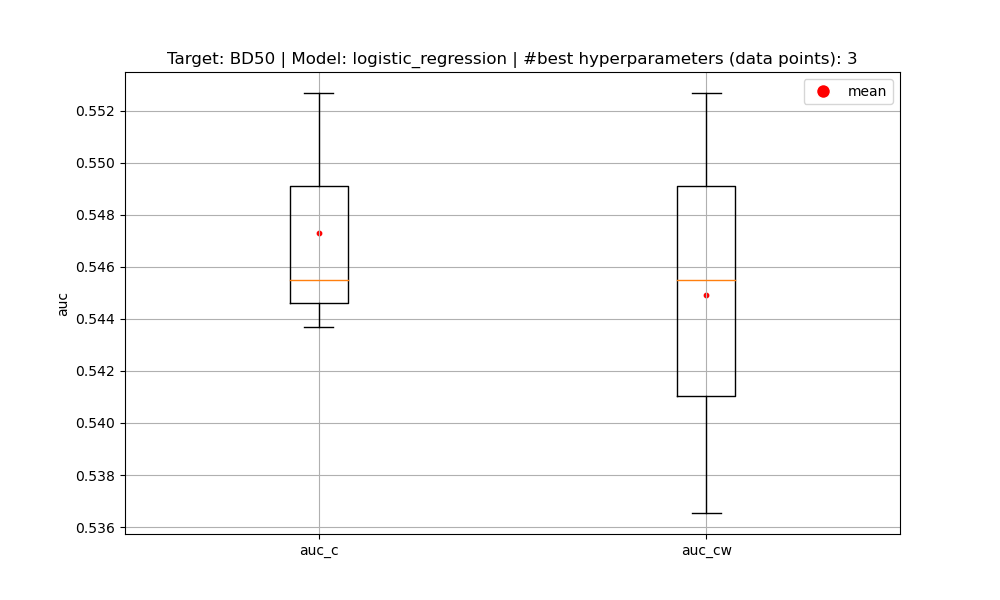 Target: BD50 | Model: logistic_regression | #best hyperparameters (data points): 3
mean
0.552
0.550
0.548
0.546
0.544
0.542
0.540
0.538
0.536
auc
auc_c
auc_cw